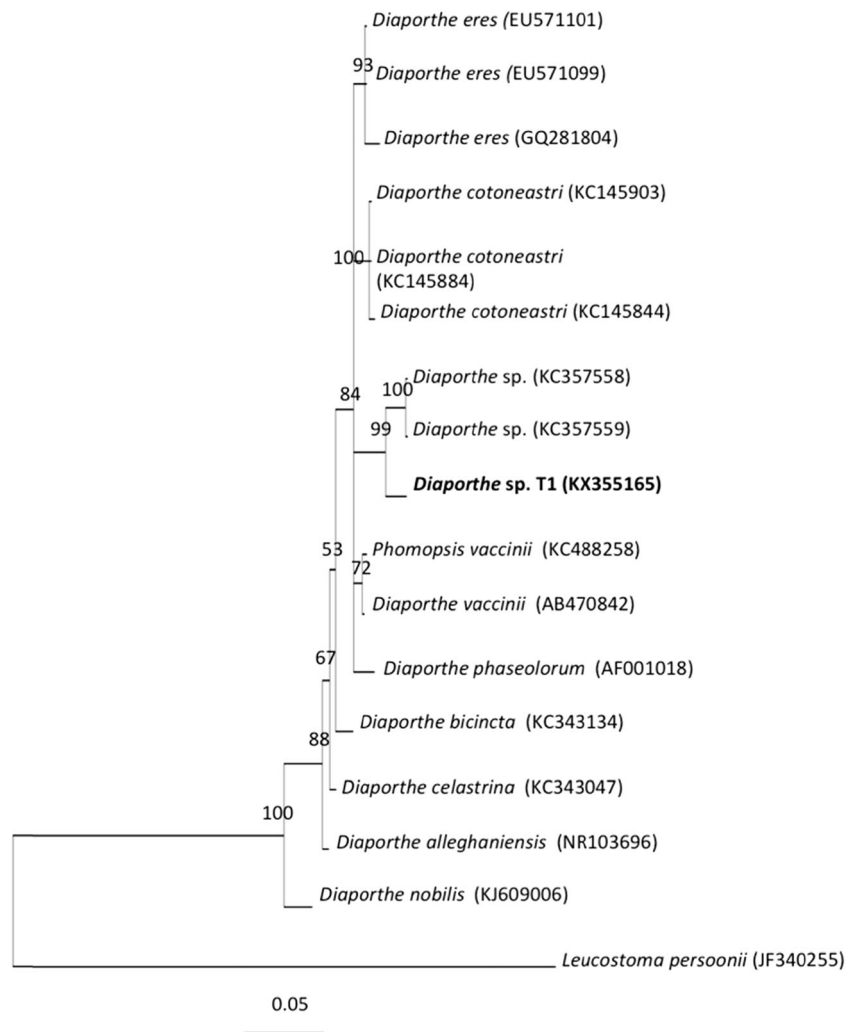 Diaporthe eres (EU571101)
93
Diaporthe eres (EU571099)
Diaporthe eres (GQ281804)
Diaporthe cotoneastri (KC145903)
100
Diaporthe cotoneastri
(KC145884)
Diaporthe cotoneastri (KC145844)
Diaporthe sp. (KC357558)
100
84
99
Diaporthe sp. (KC357559)
Diaporthe sp. T1 (KX355165)
53
Phomopsis vaccinii (KC488258)
72
Diaporthe vaccinii (AB470842)
67
Diaporthe phaseolorum (AF001018)
Diaporthe bicincta (KC343134)
88
Diaporthe celastrina (KC343047)
100
Diaporthe alleghaniensis (NR103696)
Diaporthe nobilis (KJ609006)
Leucostoma persoonii (JF340255)
0.05